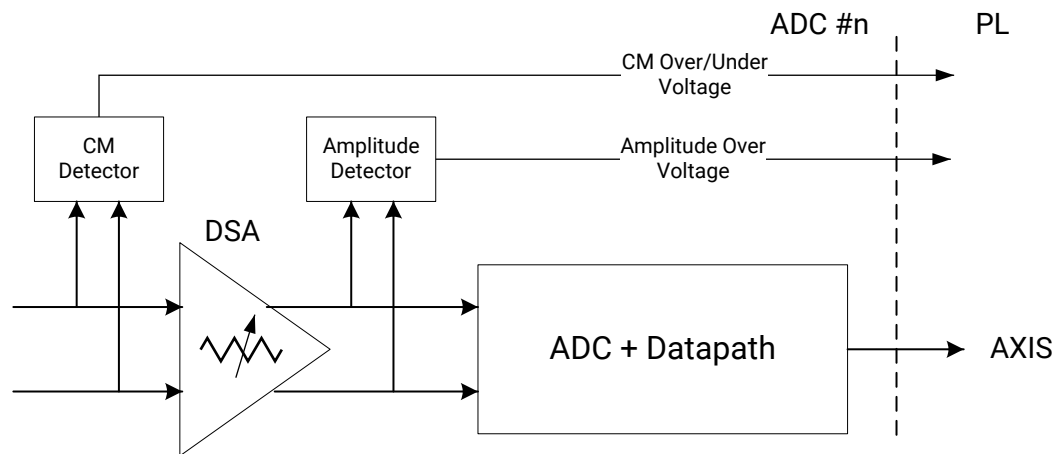 ADC #n
PL
CM Over/Under
Voltage
CM
Detector
Amplitude
Detector
Amplitude Over
Voltage
DSA
ADC + Datapath
AXIS